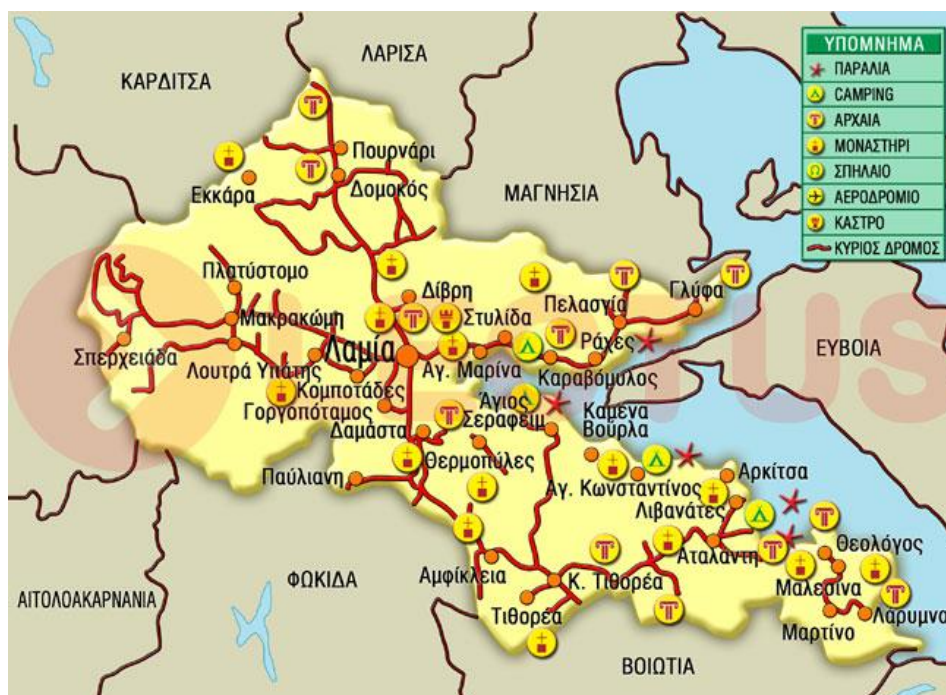 ΛΑΡΙΣΑ
ΥΠΟΜΝΗΜΑ
ΠΑΡΑΛΙΑ
CAMPING
ΑΡΧΑΙΑ
ΜΟΝΑΣΤΗΡΙ
ΣΠΗΛΑΙΟ
ΑΕΡΟΔΡΟΜΙΟ
ΚΑΣΤΡΟ
ΚΥΡΙΟΣ ΔΡΟΜΟΣ
ΚΑΡΔΙΤΣΑ
Πουρνάρι
Εκκάρα
Δομοκός
ΜΑΓΝΗΣΙΑ
Πλατύστομο
Δίβρη
Πελασγία
Γλύφα
Μακρακώμη
Στυλίδα
Σπερχειάδα
Λουτρά Υπάτης
Λαμία
Αγ. Μαρίνα
Ράχες
ΕΥΒΟΙΑ
Κομποτάδες
Καραβόμυλος
Γοργοπόταμος
Άγιος
Σεραφείμ
Καμένα
Βούρλα
Δαμάστα
Θερμοπύλες
Παύλιανη
Αρκίτσα
Αγ. Κωνσταντίνος
Λιβανάτες
Αταλάντη
Θεολόγος
Αμφίκλεια
Κ. Τιθορέα
Μαλεσίνα
ΦΩΚΙΔΑ
ΑΙΤΟΛΟΑΚΑΡΝΑΝΙΑ
Τιθορέα
Λάρυμνα
Μαρτίνο
ΒΟΙΩΤΙΑ